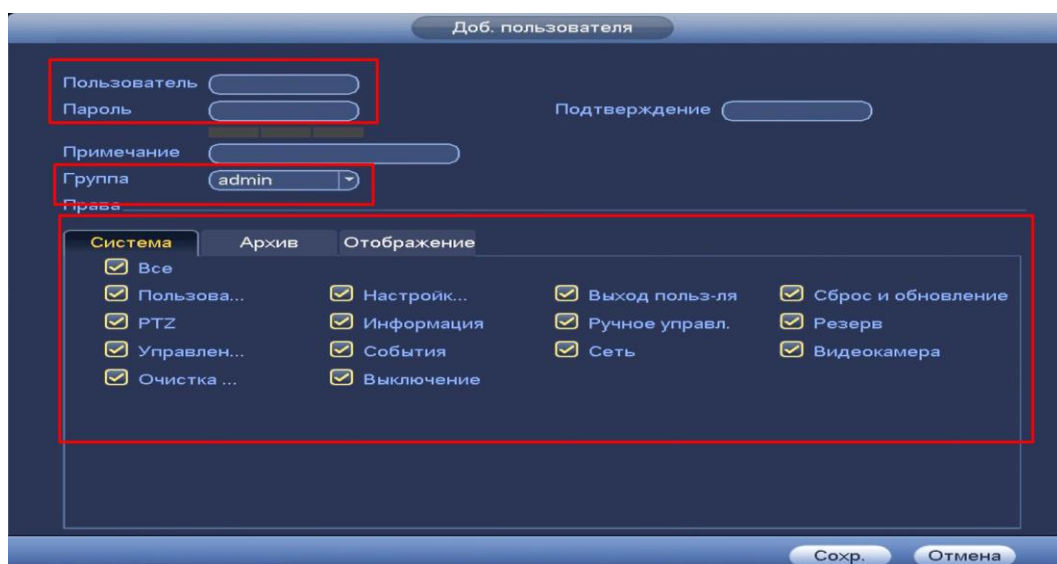 Доб. пользователя
Пользователь
Пароль Подтверждение
Примечание
Группа admin
Права
Система Архив Отображение
Все
Пользова... Настройк... Выход польз-ля Сброс и обновление
PTZ Информация Ручное управл. Резерв
Управлен... События Сеть Видеокамера
Очистка ... Выключение
Сохр. Отмена